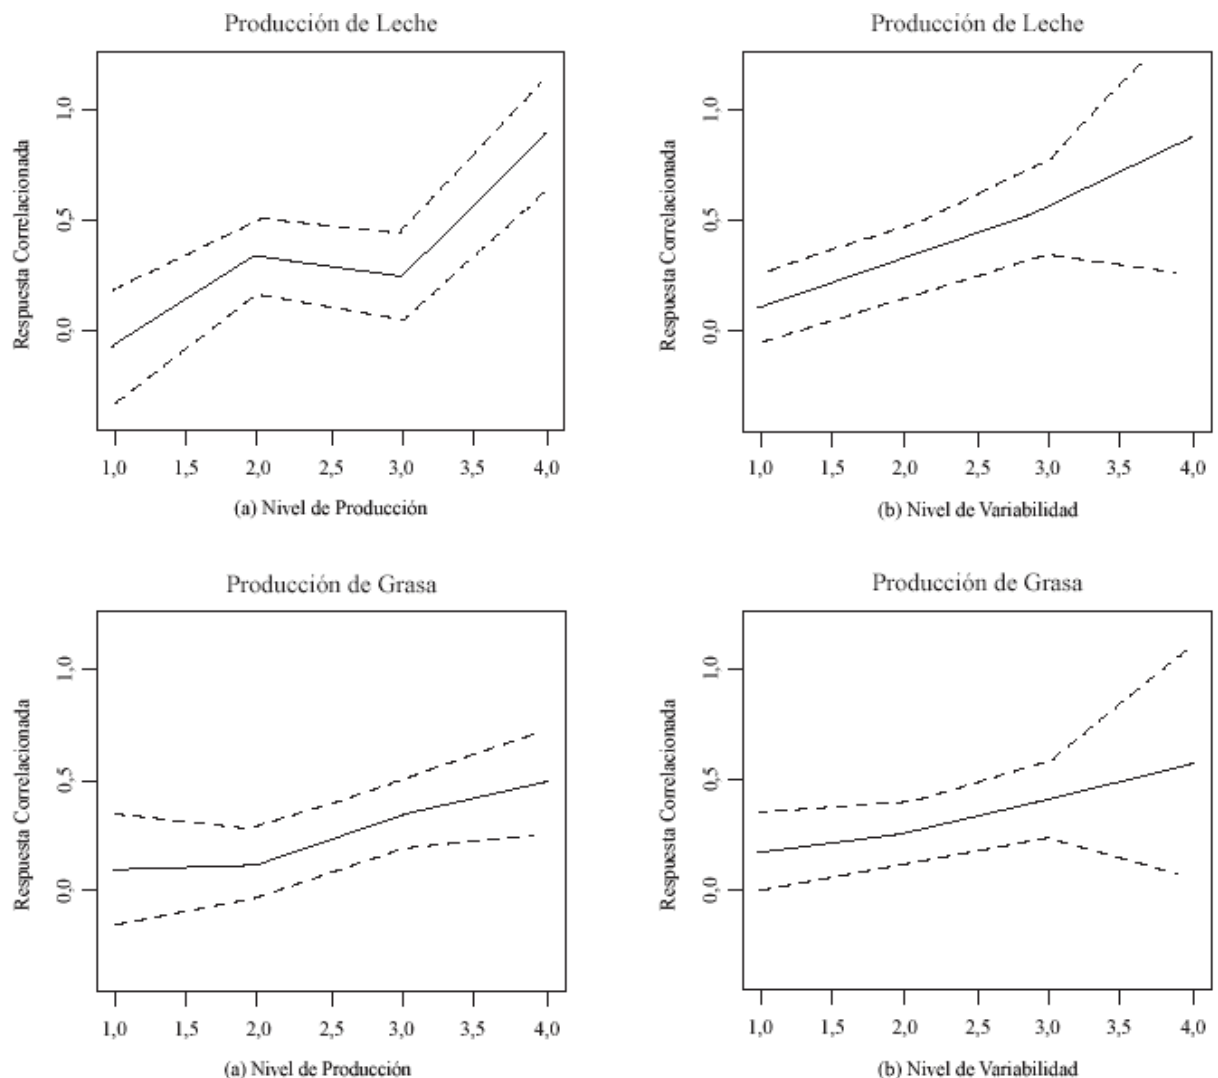 Producción de Leche
Respuesta Correlacionada
1,0
0,5
0,0
1,0 1,5 2,0 2,5 3,0 3,5 4,0
(a) Nivel de Producción
Producción de Leche
Respuesta Correlacionada
1,0
0,5
0,0
1,0 1,5 2,0 2,5 3,0 3,5 4,0
(b) Nivel de Variabilidad
Producción de Grasa
Respuesta Correlacionada
1,0
0,5
0,0
1,0 1,5 2,0 2,5 3,0 3,5 4,0
(a) Nivel de Producción
Producción de Grasa
Respuesta Correlacionada
1,0
0,5
0,0
1,0 1,5 2,0 2,5 3,0 3,5 4,0
(b) Nivel de Variabilidad